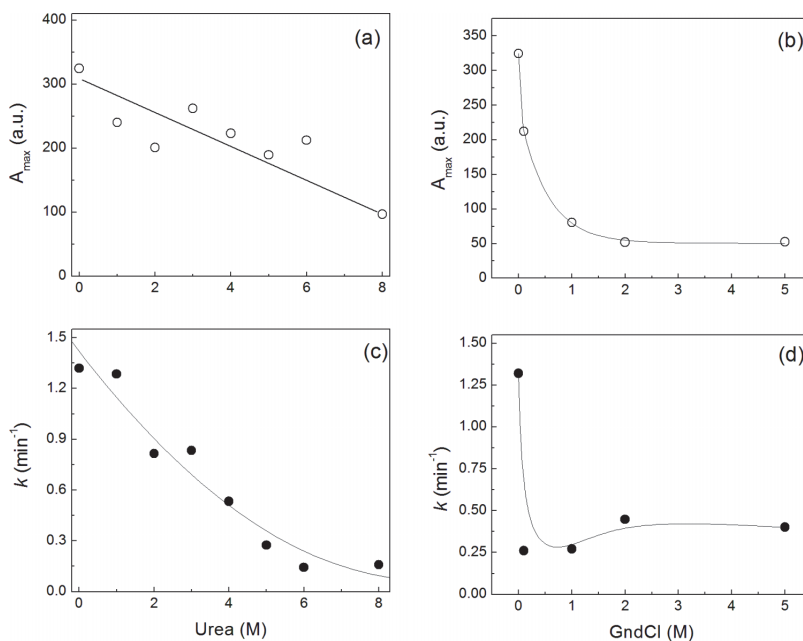 (a)
400
300
200
100
0
A_max (a.u.)
0 2 4 6 8
(b)
350
300
250
200
150
100
50
0
A_max (a.u.)
0 1 2 3 4 5
(c)
1.5
1.2
0.9
0.6
0.3
0.0
k (min⁻¹)
0 2 4 6 8
Urea (M)
(d)
1.50
1.25
1.00
0.75
0.50
0.25
0.00
k (min⁻¹)
0 1 2 3 4 5
GndCl (M)